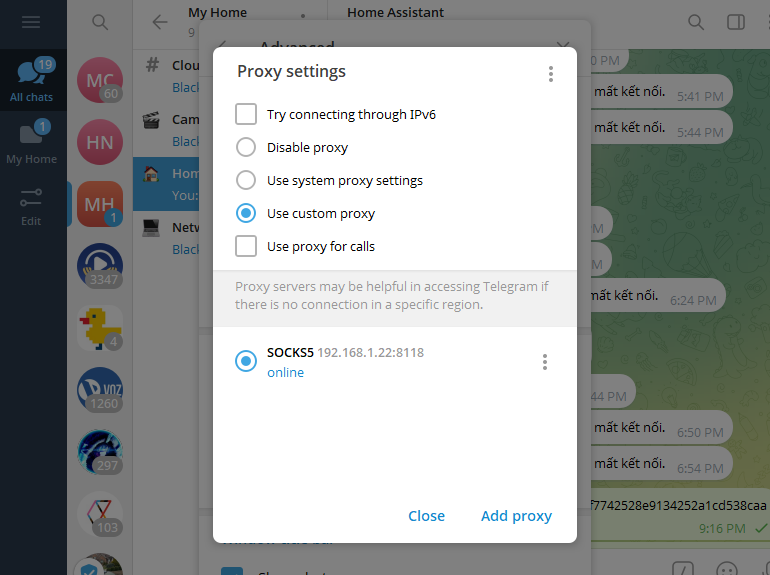 My Home
9
Home Assistant
19
All chats
1
My Home
Edit
MC
60
HN
MH
1
3347
4
VOZ
1260
297
103
#
Clou
Black
Cam
Black
Hom
You:
Netw
Black
Advanced
Proxy settings
Try connecting through IPv6
Disable proxy
Use system proxy settings
Use custom proxy
Use proxy for calls
Proxy servers may be helpful in accessing Telegram if
there is no connection in a specific region.
SOCKS5 192.168.1.22:8118
online
Close
Add proxy
0 PM
mất kết nối. 5:41 PM
mất kết nối. 5:44 PM
PM
PM
mất kết nối. 6:24 PM
44 PM
mất kết nối. 6:50 PM
mất kết nối. 6:54 PM
f7742528e9134252a1cd538caa
9:16 PM